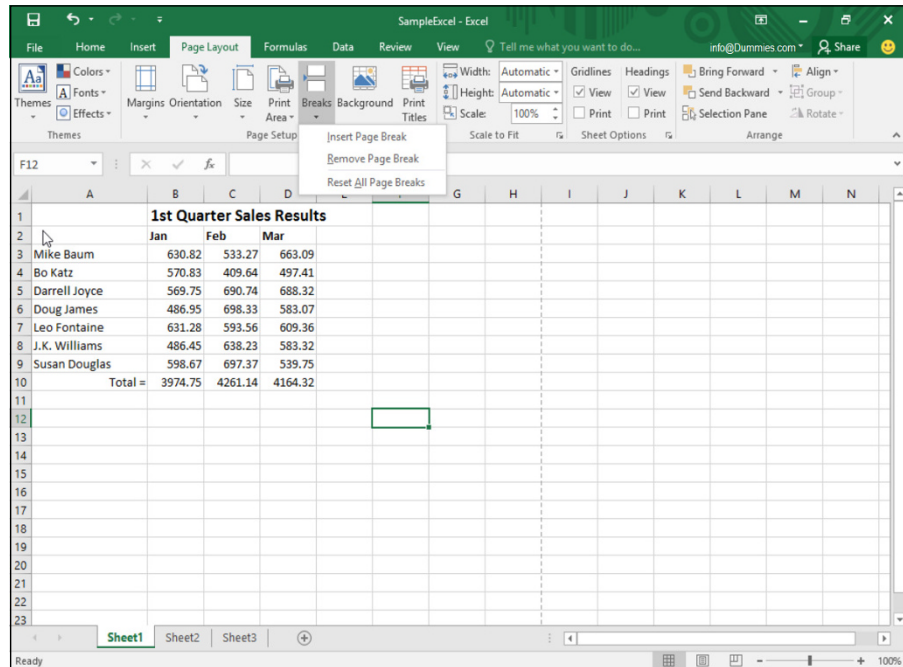 SampleExcel - Excel
File Home Insert Page Layout Formulas Data Review View Tell me what you want to do... info@Dummies.com Share
Colors Width: Automatic Gridlines Headings Bring Forward Align
Aa A Fonts Height: Automatic View View Send Backward Group
Themes Effects Margins Orientation Size Print Area Breaks Background Print Titles Scale: 100% Print Print Selection Pane Rotate
Themes Page Setup Scale to Fit Sheet Options Arrange
Insert Page Break
Remove Page Break
Reset All Page Breaks
F12 fx
A B C D G H I J K L M N
1 1st Quarter Sales Results
2 Jan Feb Mar
3 Mike Baum 630.82 533.27 663.09
4 Bo Katz 570.83 409.64 497.41
5 Darrell Joyce 569.75 690.74 688.32
6 Doug James 486.95 698.33 583.07
7 Leo Fontaine 631.28 593.56 609.36
8 J.K. Williams 486.45 638.23 583.32
9 Susan Douglas 598.67 697.37 539.75
10 Total = 3974.75 4261.14 4164.32
11
12
13
14
15
16
17
18
19
20
21
22
23
Sheet1 Sheet2 Sheet3
Ready 100%